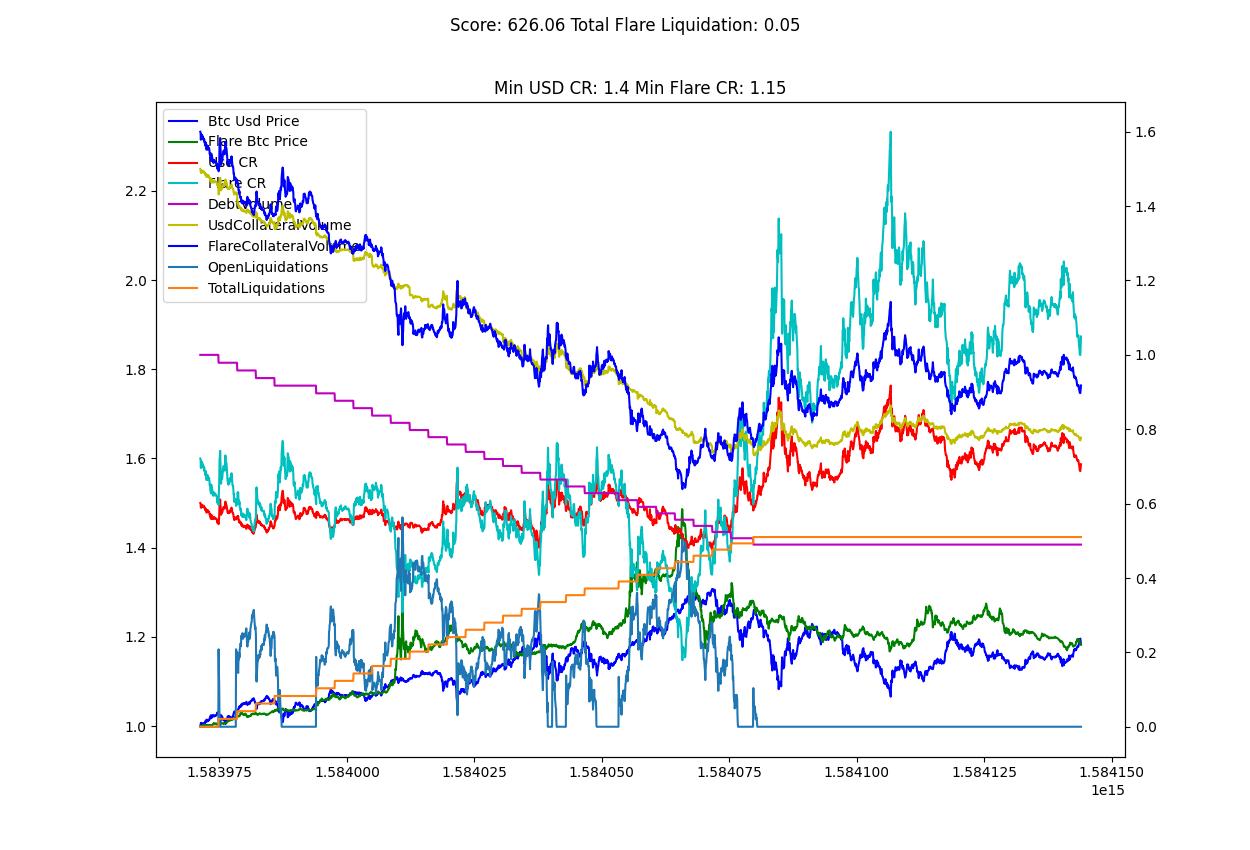 Score: 626.06 Total Flare Liquidation: 0.05
Min USD CR: 1.4 Min Flare CR: 1.15
Btc Usd Price
Flare Btc Price
Usd CR
Flare CR
DebtVolume
UsdCollateralVolume
FlareCollateralVolume
OpenLiquidations
TotalLiquidations
2.2
2.0
1.8
1.6
1.4
1.2
1.0
1.6
1.4
1.2
1.0
0.8
0.6
0.4
0.2
0.0
1.583975 1.584000 1.584025 1.584050 1.584075 1.584100 1.584125 1.584150
1e15